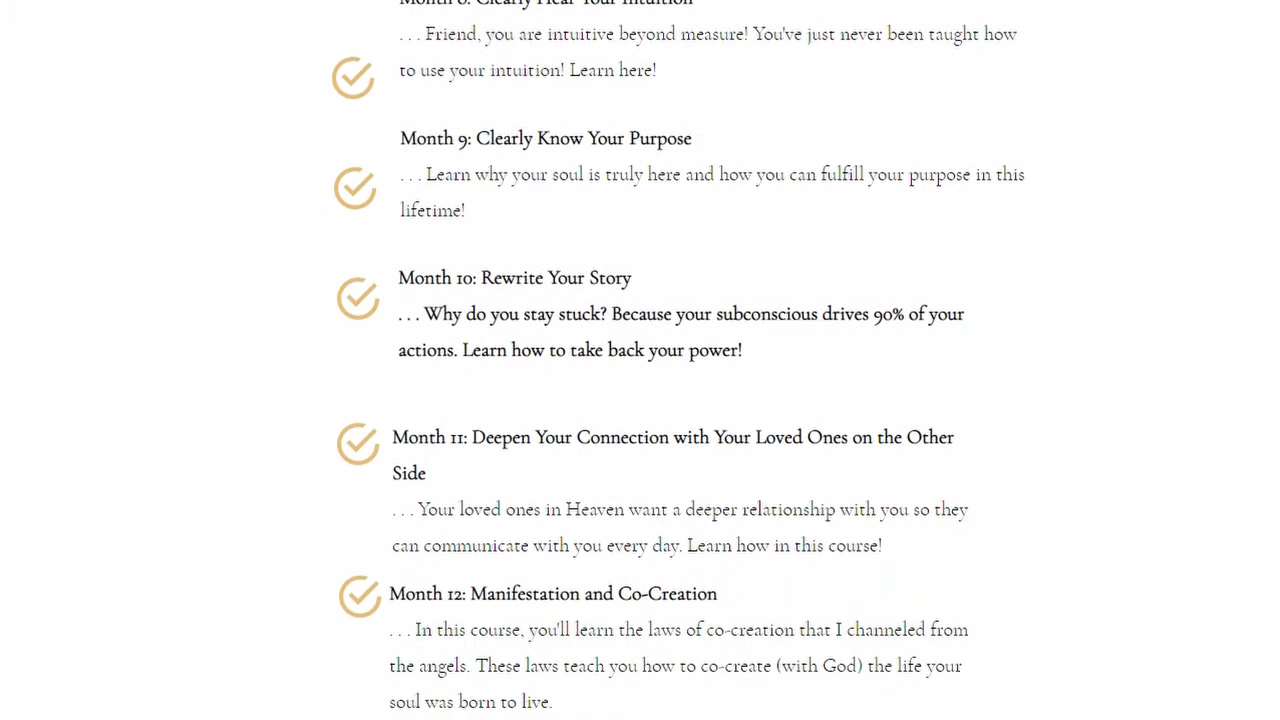 Month 8: Clearly Hear Your Intuition
. . . Friend, you are intuitive beyond measure! You've just never been taught how
to use your intuition! Learn here!
Month 9: Clearly Know Your Purpose
. . . Learn why your soul is truly here and how you can fulfill your purpose in this
lifetime!
Month 10: Rewrite Your Story
. . . Why do you stay stuck? Because your subconscious drives 90% of your
actions. Learn how to take back your power!
Month 11: Deepen Your Connection with Your Loved Ones on the Other
Side
. . . Your loved ones in Heaven want a deeper relationship with you so they
can communicate with you every day. Learn how in this course!
Month 12: Manifestation and Co-Creation
. . . In this course, you'll learn the laws of co-creation that I channeled from
the angels. These laws teach you how to co-create (with God) the life your
soul was born to live.